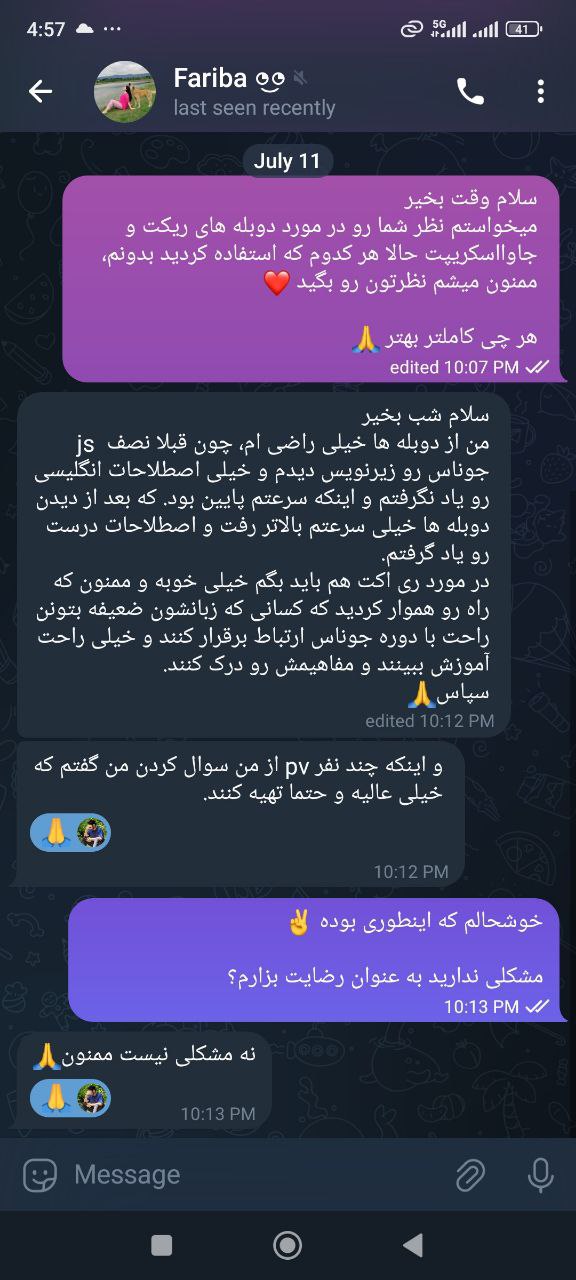 4:57
5G
41
Fariba
last seen recently
July 11
سلام وقت بخیر
میخواستم نظر شما رو در مورد دوبله های ریکت و
جاوااسکریپت حالا هر کدوم که استفاده کردید بدونم،
ممنون میشم نظرتون رو بگید ❤️
هر چی کاملتر بهتر 🙏
edited 10:07 PM
سلام شب بخیر
من از دوبله ها خیلی راضی ام، چون قبلا نصف js
جوناس رو زیرنویس دیدم و خیلی اصطلاحات انگلیسی
رو یاد نگرفتم و اینکه سرعتم پایین بود. که بعد از دیدن
دوبله ها خیلی سرعتم بالاتر رفت و اصطلاحات درست
رو یاد گرفتم.
در مورد ری اکت هم باید بگم خیلی خوبه و ممنون که
راه رو هموار کردید که کسانی که زبانشون ضعیفه بتونن
راحت با دوره جوناس ارتباط برقرار کنند و خیلی راحت
آموزش ببینند و مفاهیمش رو درک کنند.
سپاس🙏
edited 10:12 PM
و اینکه چند نفر pv از من سوال کردن من گفتم که
خیلی عالیه و حتما تهیه کنند.
🙏
10:12 PM
خوشحالم که اینطوری بوده ✌️
مشکلی ندارید به عنوان رضایت بزارم؟
10:13 PM
نه مشکلی نیست ممنون🙏
🙏
10:13 PM
Message